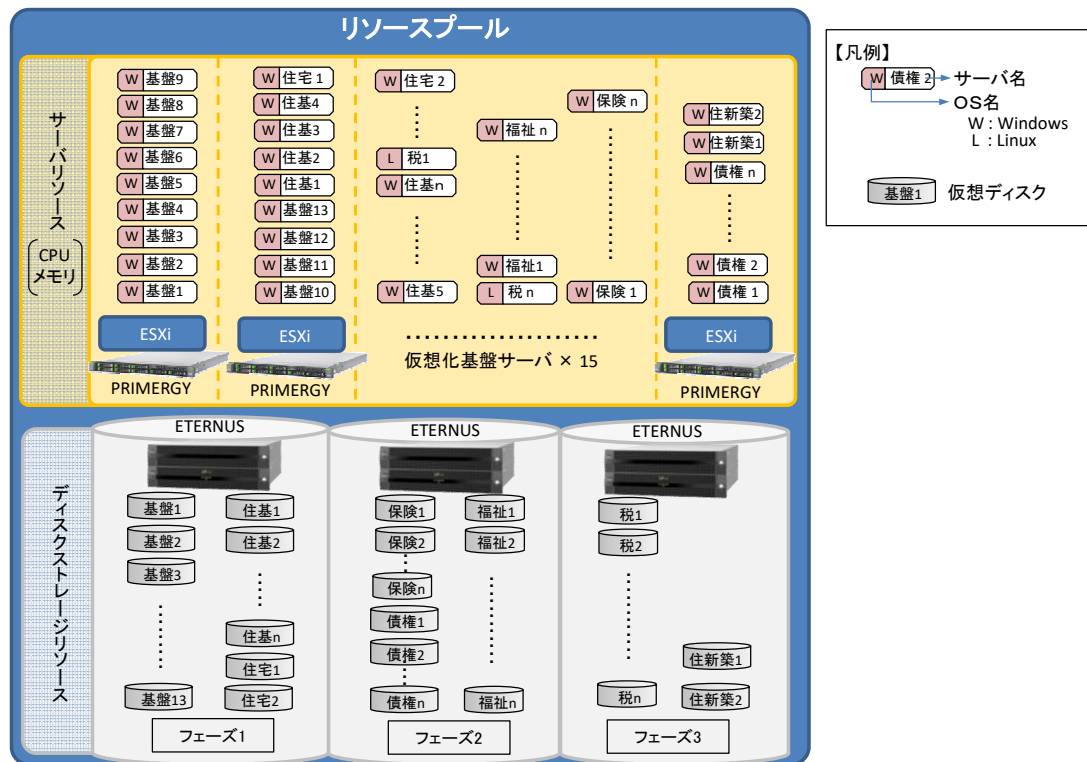 リソースプール
サーバリソース
CPU
メモリ
W 基盤9
W 基盤8
W 基盤7
W 基盤6
W 基盤5
W 基盤4
W 基盤3
W 基盤2
W 基盤1
ESXi
PRIMERGY
W 住宅 1
W 住基4
W 住基3
W 住基2
W 住基1
W 基盤13
W 基盤12
W 基盤11
W 基盤10
ESXi
PRIMERGY
W 住宅 2
L 税1
W 住基n
W 住基5
W 福祉 n
W 福祉1
L 税 n
W 保険 n
W 保険 1
仮想化基盤サーバ × 15
W 住新築2
W 住新築1
W 債権 n
W 債権 2
W 債権 1
ESXi
PRIMERGY
ディスクストレージリソース
ETERNUS
基盤1
基盤2
基盤3
基盤13
住基1
住基2
住基n
住宅1
住宅2
フェーズ1
ETERNUS
保険1
保険2
保険n
債権1
債権2
債権n
福祉1
福祉2
福祉n
フェーズ2
ETERNUS
税1
税2
税n
住新築1
住新築2
フェーズ3
【凡例】
W 債権 2 サーバ名
OS名
W : Windows
L : Linux
基盤1 仮想ディスク